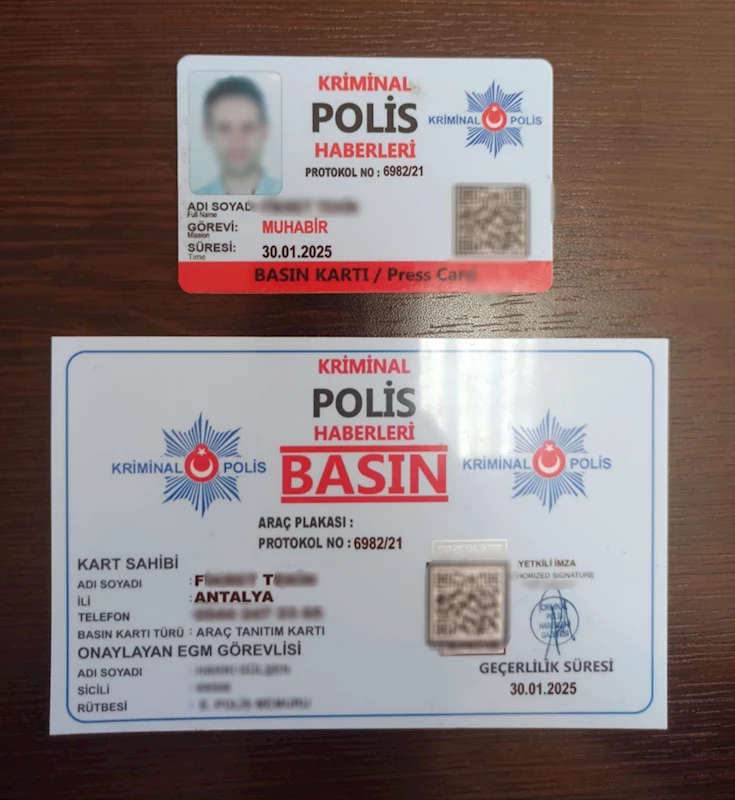 KRİMİNAL
POLİS
HABERLERİ
KRİMİNAL POLİS
PROTOKOL NO : 6982/21
ADI SOYADI
Full Name
GÖREVİ: MUHABİR
Mission
SÜRESİ: 30.01.2025
Time
BASIN KARTI / Press Card
KRİMİNAL
POLİS
HABERLERİ
BASIN
KRİMİNAL POLİS
KRİMİNAL POLİS
ARAÇ PLAKASI :
PROTOKOL NO : 6982/21
KART SAHİBİ
ADI SOYADI :
İLİ : ANTALYA
TELEFON :
BASIN KARTI TÜRÜ : ARAÇ TANITIM KARTI
ONAYLAYAN EGM GÖREVLİSİ
ADI SOYADI :
SİCİLİ :
RÜTBESİ :
YETKİLİ İMZA
HORIZED SIGNATURE
GEÇERLİLİK SÜRESİ
30.01.2025